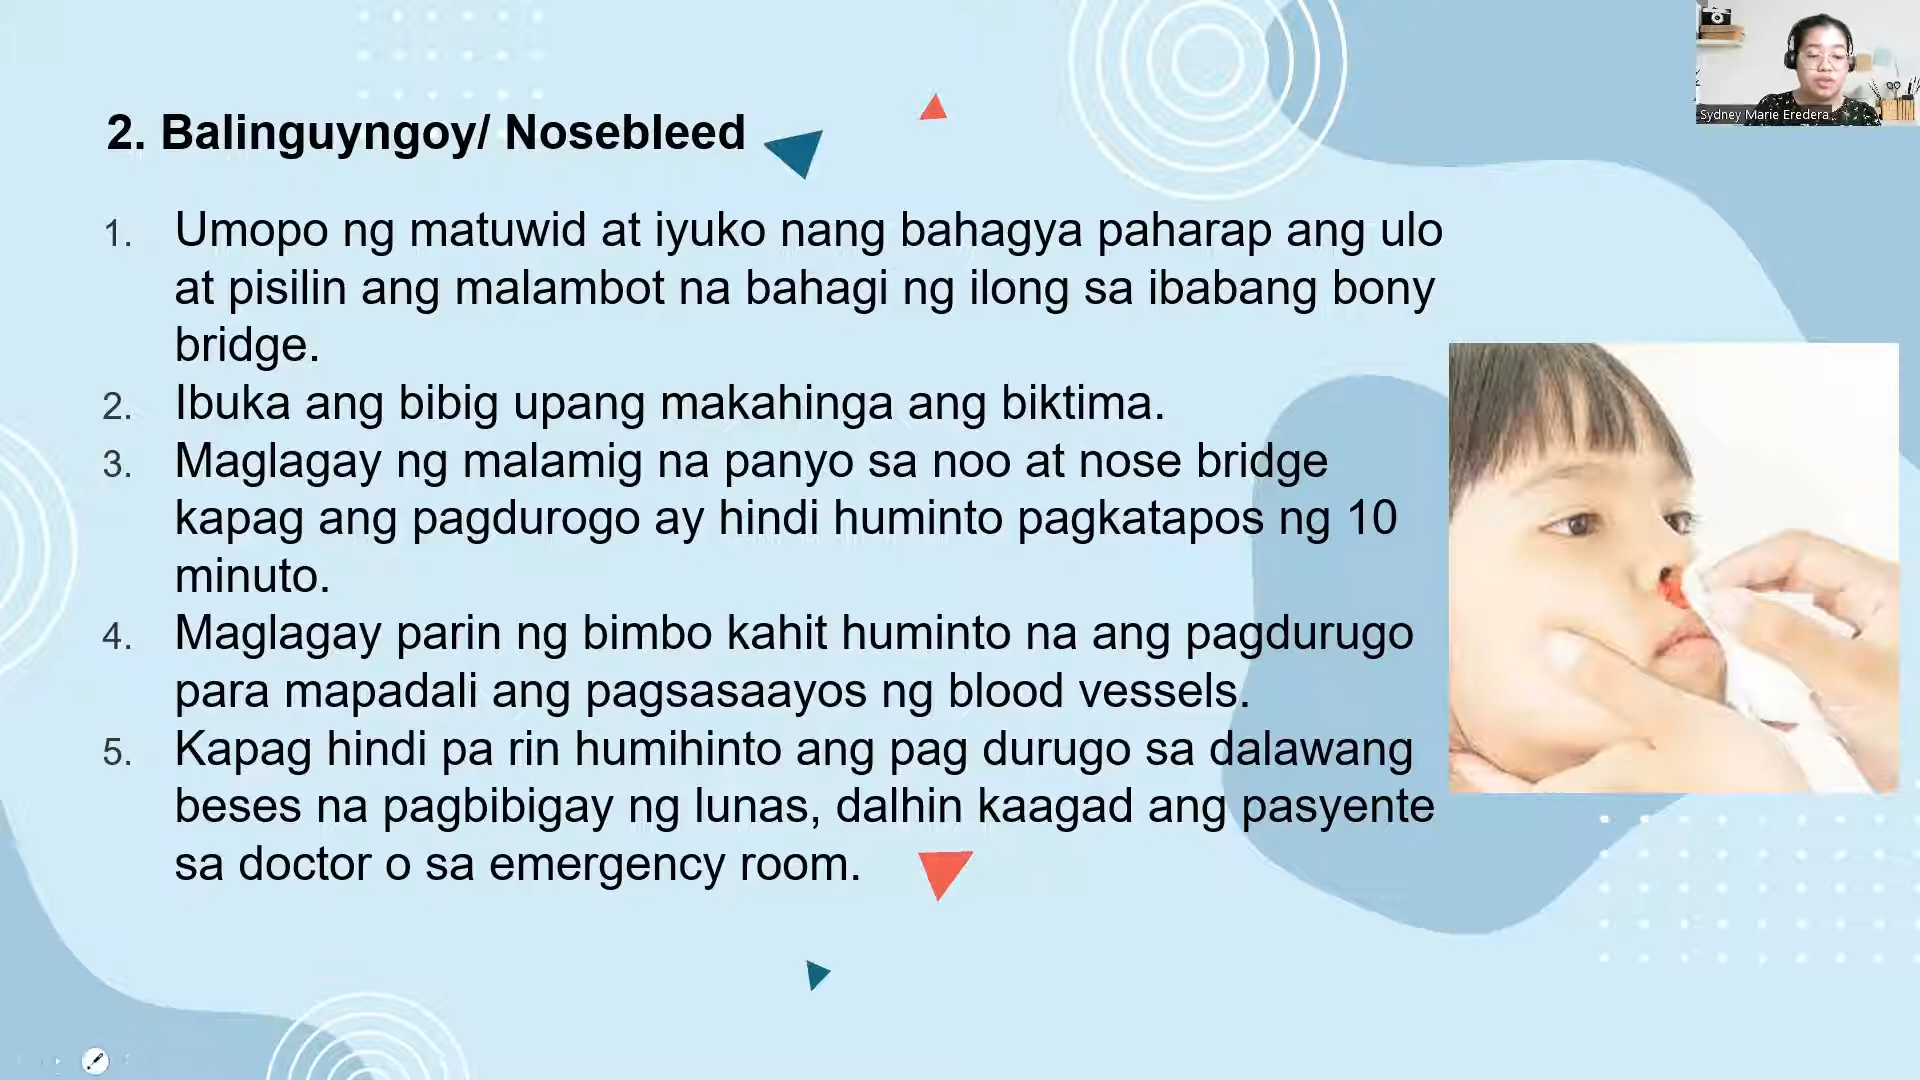 Sydney Marie Eredera
2. Balinguyngoy/ Nosebleed
1. Umopo ng matuwid at iyuko nang bahagya paharap ang ulo
at pisilin ang malambot na bahagi ng ilong sa ibabang bony
bridge.
2. Ibuka ang bibig upang makahinga ang biktima.
3. Maglagay ng malamig na panyo sa noo at nose bridge
kapag ang pagdurogo ay hindi huminto pagkatapos ng 10
minuto.
4. Maglagay parin ng bimbo kahit huminto na ang pagdurugo
para mapadali ang pagsasaayos ng blood vessels.
5. Kapag hindi pa rin humihinto ang pag durugo sa dalawang
beses na pagbibigay ng lunas, dalhin kaagad ang pasyente
sa doctor o sa emergency room.